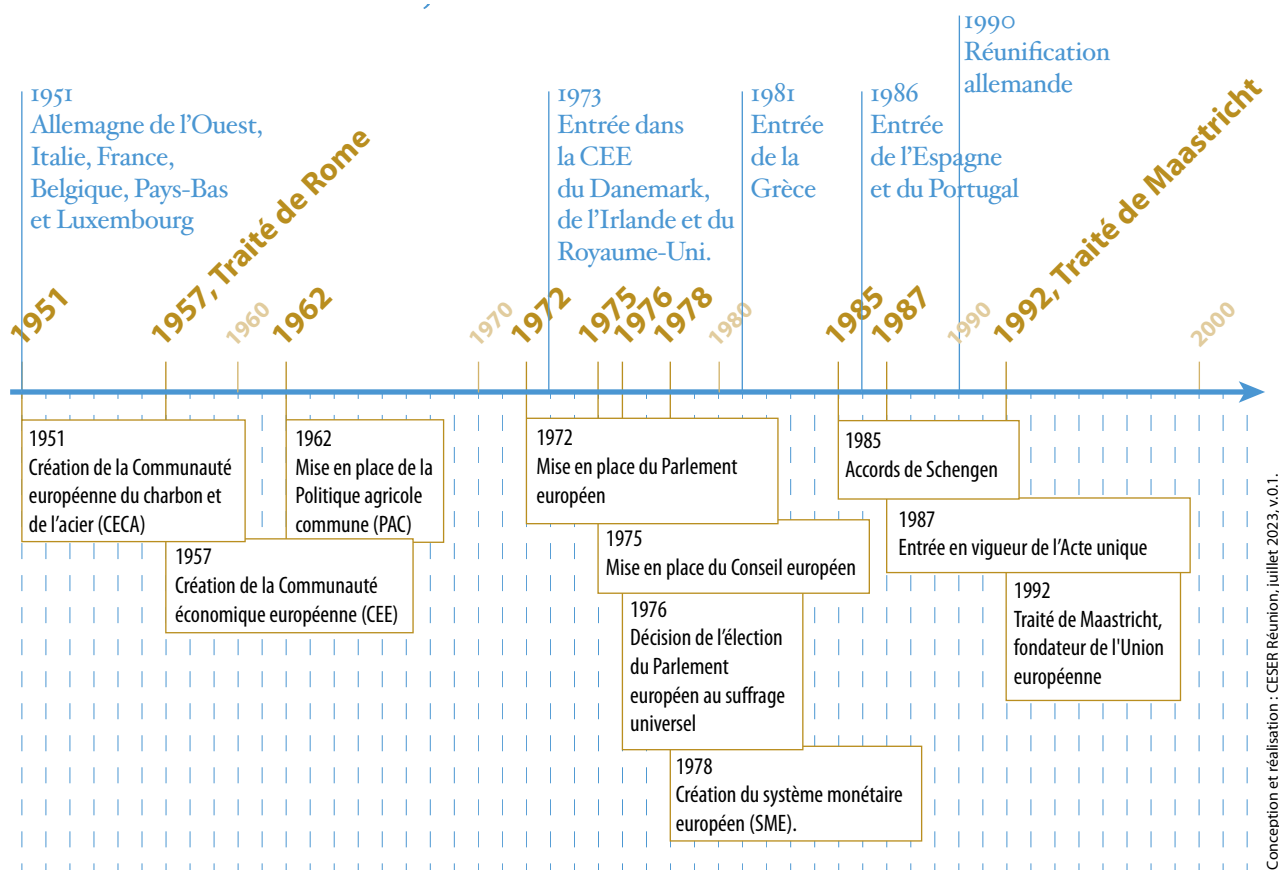 1951
Allemagne de l’Ouest,
Italie, France,
Belgique, Pays-Bas
et Luxembourg
1973
Entrée dans
la CEE
du Danemark,
de l’Irlande et du
Royaume-Uni.
1981
Entrée
de la
Grèce
1986
Entrée
de l’Espagne
et du Portugal
1990
Réunification
allemande
1951
1957, Traité de Rome
1960
1962
1970
1972
1975
1976
1978
1980
1985
1987
1990
1992, Traité de Maastricht
2000
1951
Création de la Communauté
européenne du charbon et
de l’acier (CECA)
1957
Création de la Communauté
économique européenne (CEE)
1962
Mise en place de la
Politique agricole
commune (PAC)
1972
Mise en place du Parlement
européen
1975
Mise en place du Conseil européen
1976
Décision de l’élection
du Parlement
européen au suffrage
universel
1978
Création du système monétaire
européen (SME).
1985
Accords de Schengen
1987
Entrée en vigueur de l’Acte unique
1992
Traité de Maastricht,
fondateur de l'Union
européenne
Conception et réalisation : CESER Réunion, juillet 2023, v.0.1.